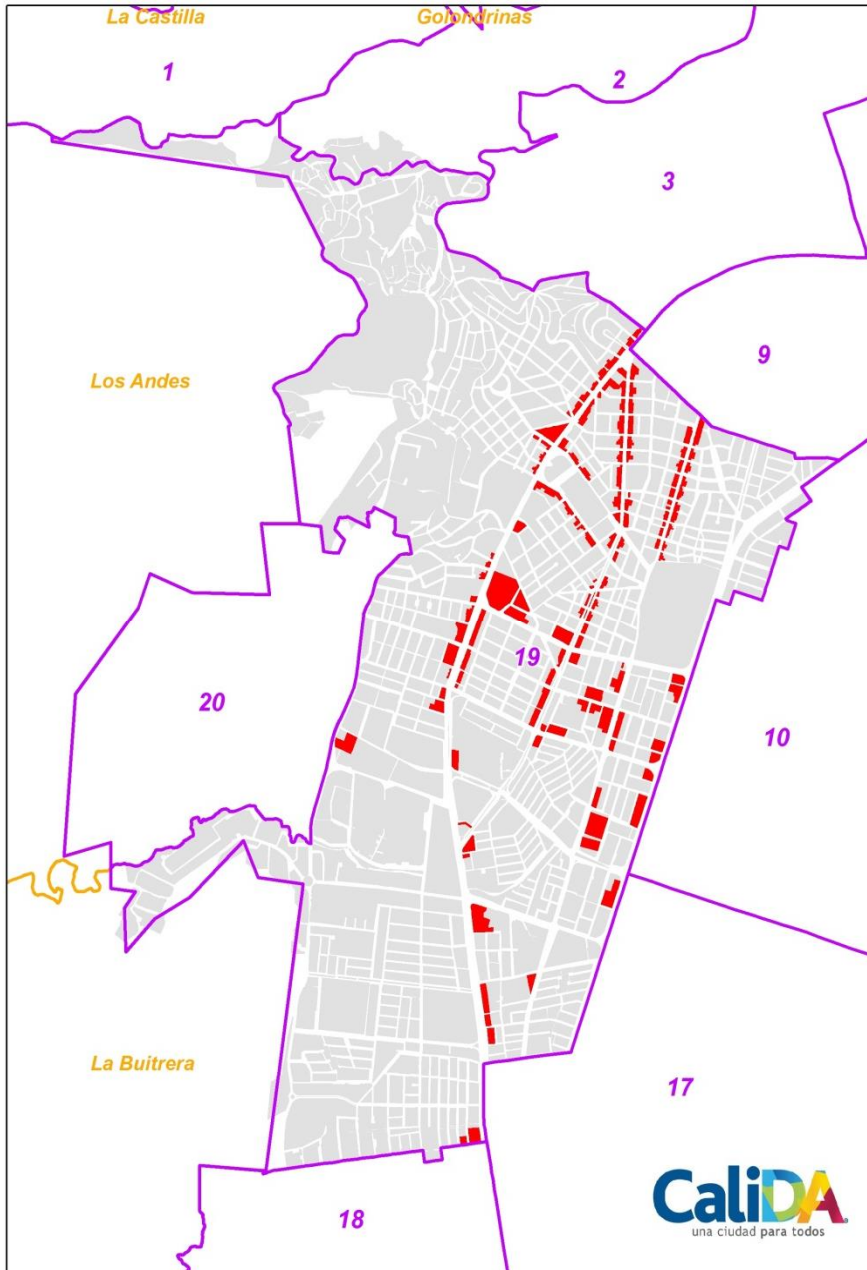 La Castilla
Golondrinas
1
2
3
9
Los Andes
19
20
10
La Buitrera
17
18
CaliDA
una ciudad para todos